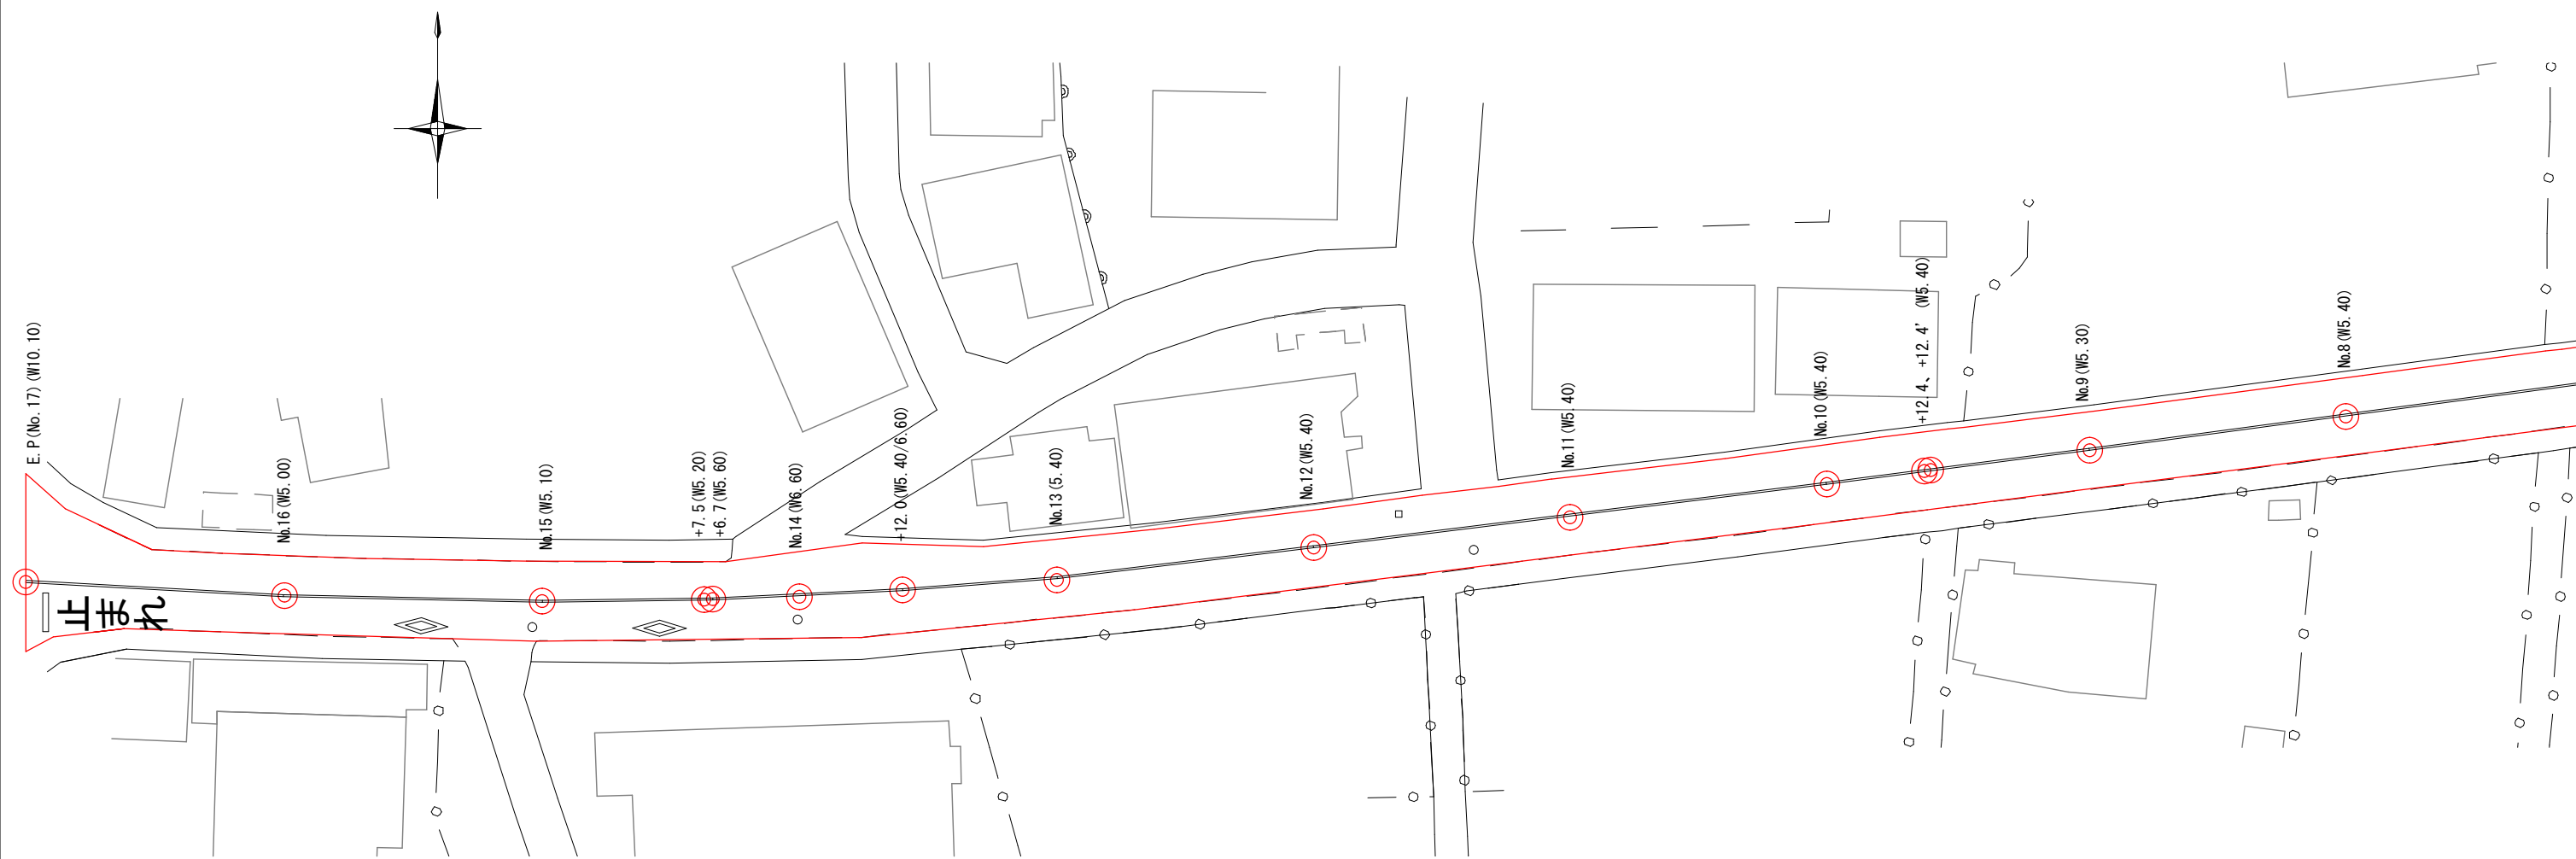 E.P(No.17)(W10.10)
No.16(W5.00)
No.15(W5.10)
+7.5(W5.20)
+6.7(W5.60)
No.14(W6.60)
+12.0(W5.40/6.60)
No.13(5.40)
No.12(W5.40)
No.11(W5.40)
No.10(W5.40)
+12.4、+12.4' (W5.40)
No.9(W5.30)
No.8(W5.40)
止まれ